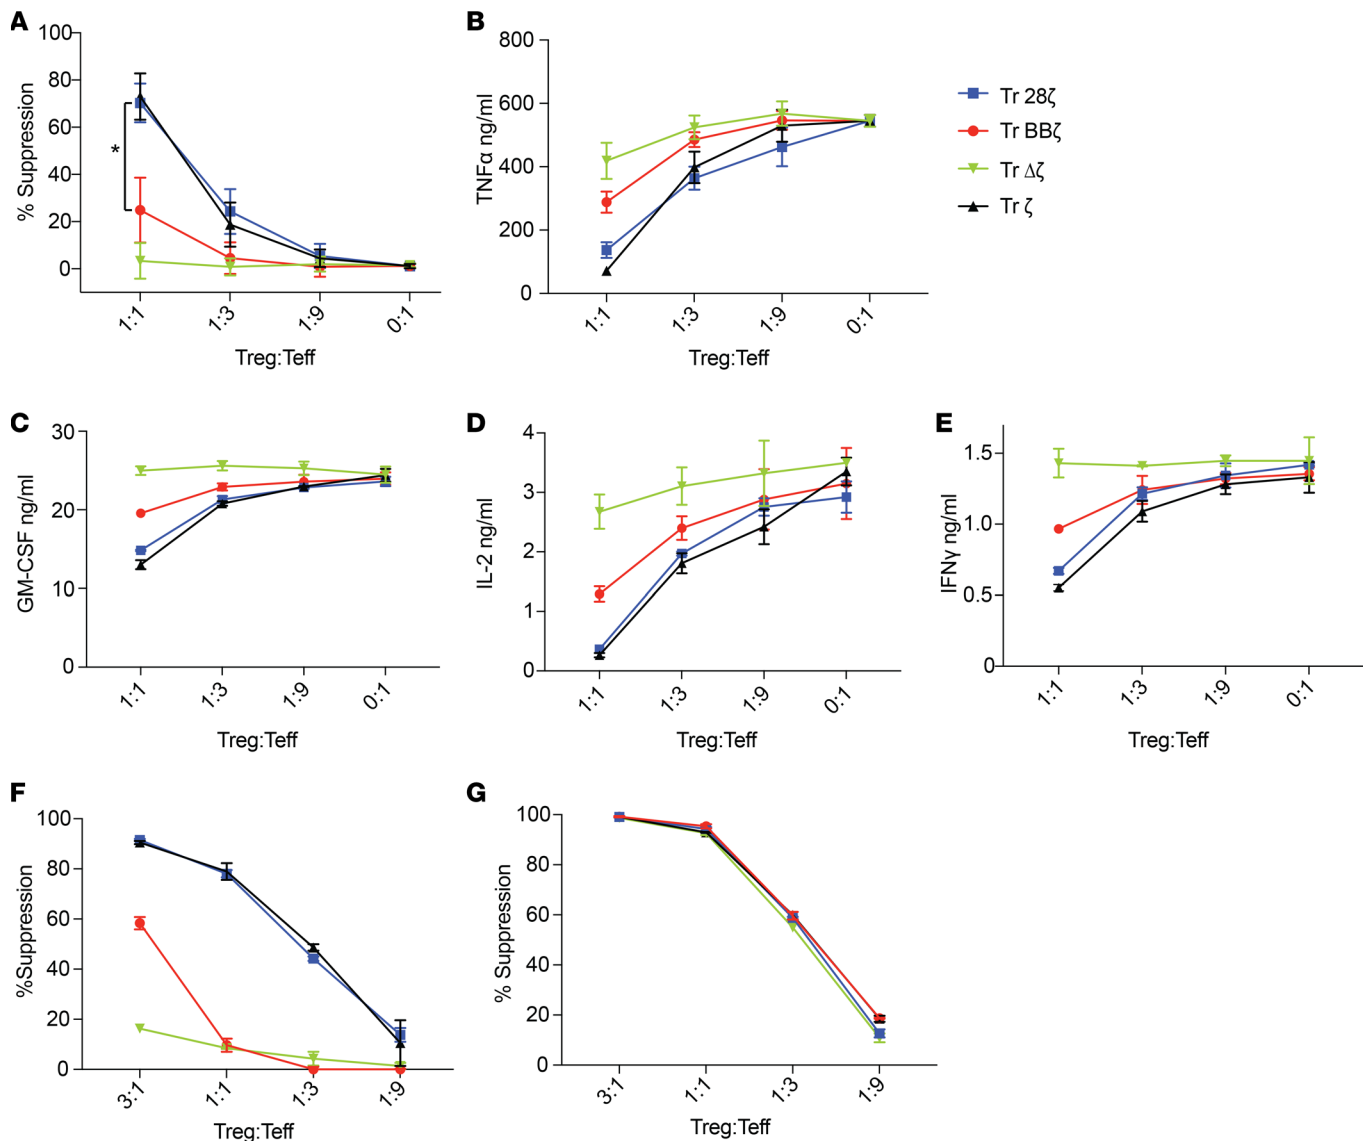 A
100
80
60
40
20
0
% Suppression
*
1:1
1:3
1:9
0:1
Treg:Teff
B
800
600
400
200
0
TNFα ng/ml
1:1
1:3
1:9
0:1
Treg:Teff
Tr 28ζ
Tr BBζ
Tr Δζ
Tr ζ
C
30
20
10
0
GM-CSF ng/ml
1:1
1:3
1:9
0:1
Treg:Teff
D
4
3
2
1
0
IL-2 ng/ml
1:1
1:3
1:9
0:1
Treg:Teff
E
1.5
1.0
0.5
0
IFNγ ng/ml
1:1
1:3
1:9
0:1
Treg:Teff
F
100
80
60
40
20
0
%Suppression
3:1
1:1
1:3
1:9
Treg:Teff
G
100
80
60
40
20
0
% Suppression
3:1
1:1
1:3
1:9
Treg:Teff